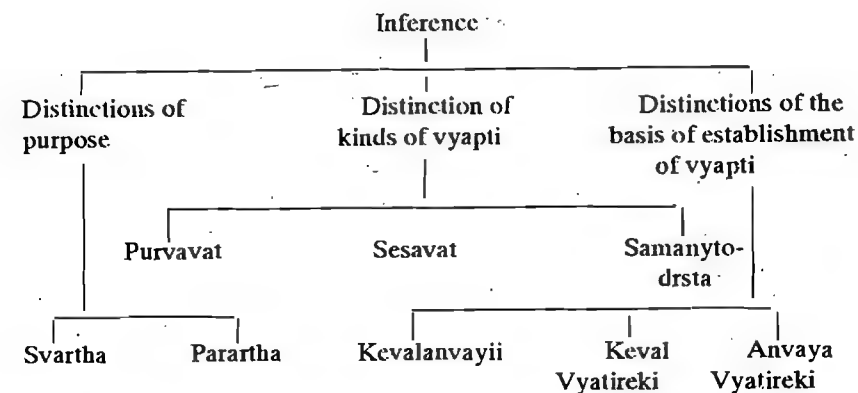 Inference
Distinctions of
purpose
Distinction of
kinds of vyapti
Distinctions of the
basis of establishment
of vyapti
Purvavat
Sesavat
Samanyto-
drsta
Svartha
Parartha
Kevalanvayii
Keval
Vyatireki
Anvaya
Vyatireki